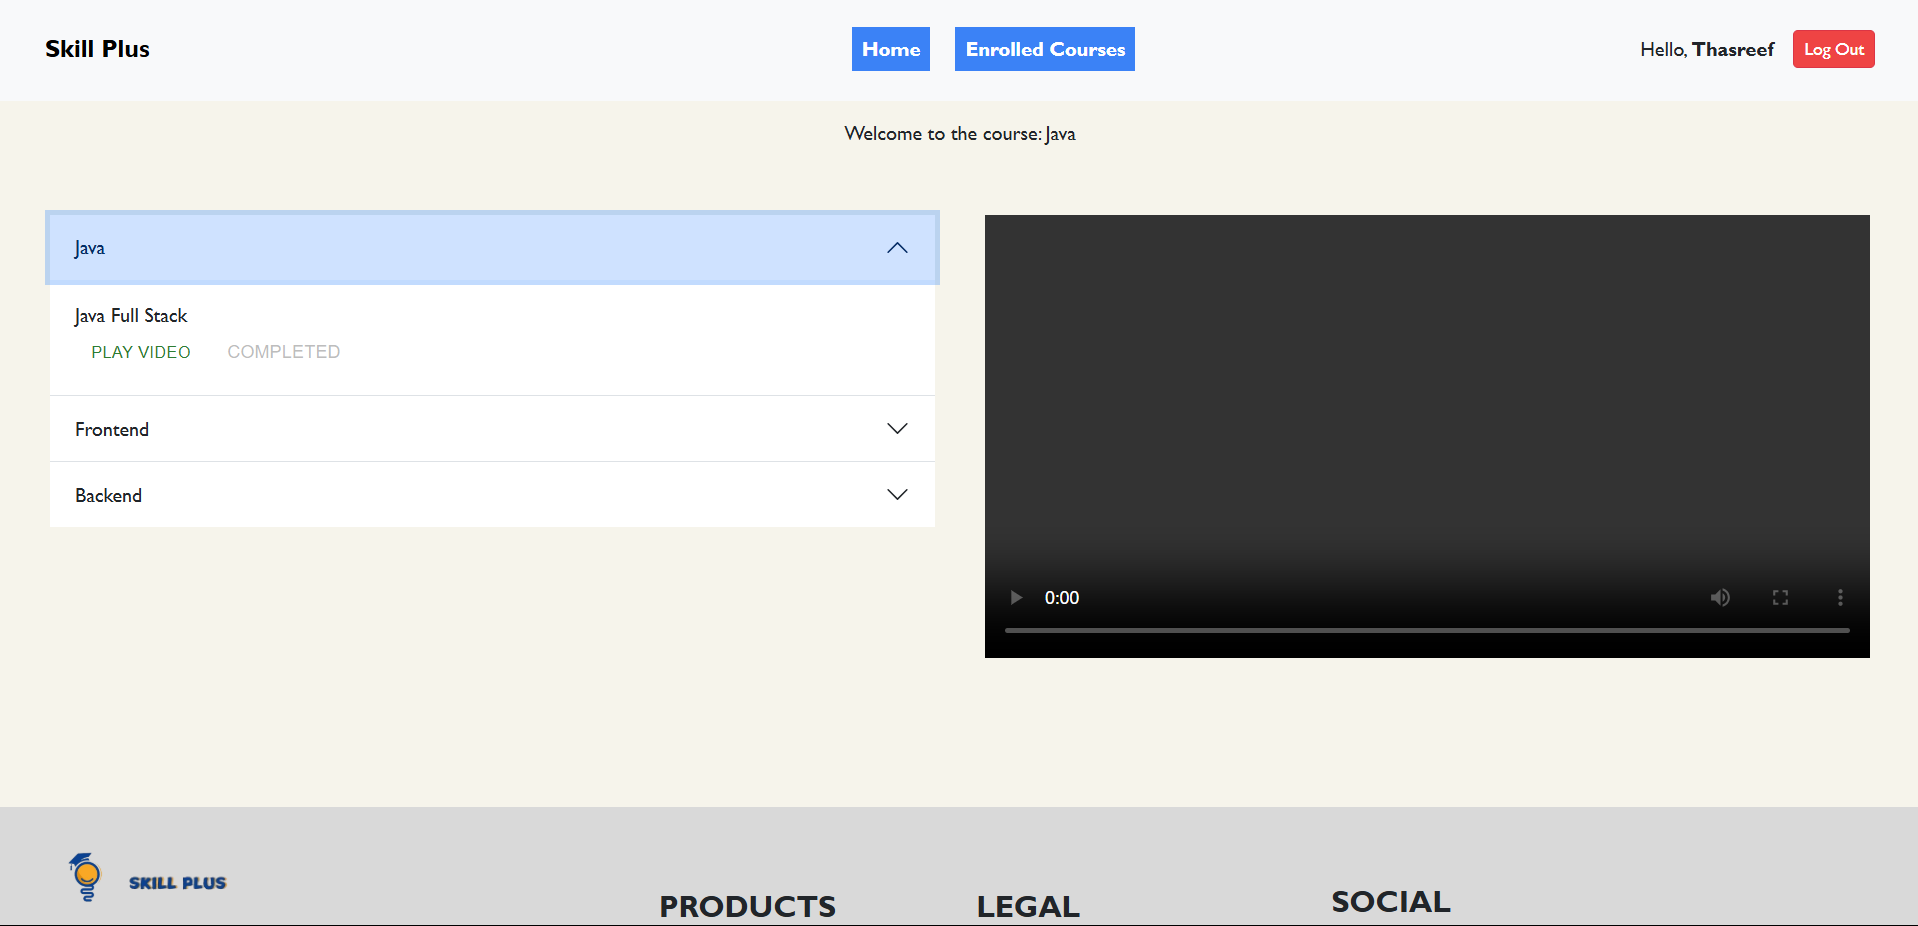 Skill Plus
Home
Enrolled Courses
Hello, Thasreef
Log Out
Welcome to the course: Java
Java
Java Full Stack
PLAY VIDEO
COMPLETED
Frontend
Backend
0:00
SKILL PLUS
PRODUCTS
LEGAL
SOCIAL